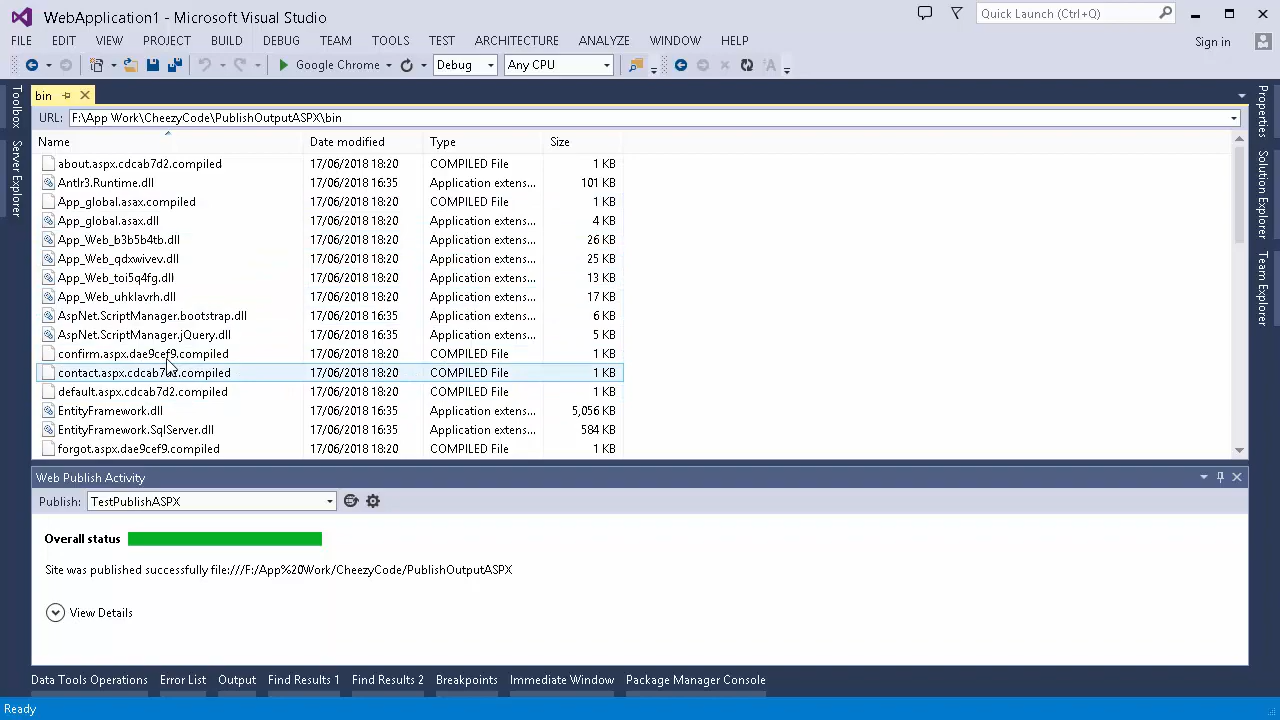 WebApplication1 - Microsoft Visual Studio
Quick Launch (Ctrl+Q)
FILE EDIT VIEW PROJECT BUILD DEBUG TEAM TOOLS TEST ARCHITECTURE ANALYZE WINDOW HELP
Sign in
Google Chrome Debug Any CPU
bin
URL: F:\App Work\CheezyCode\PublishOutputASPX\bin
Name Date modified Type Size
about.aspx.cdcab7d2.compiled 17/06/2018 18:20 COMPILED File 1 KB
Antlr3.Runtime.dll 17/06/2018 16:35 Application extens... 101 KB
App_global.asax.compiled 17/06/2018 18:20 COMPILED File 1 KB
App_global.asax.dll 17/06/2018 18:20 Application extens... 4 KB
App_Web_b3b5b4tb.dll 17/06/2018 18:20 Application extens... 26 KB
App_Web_qdxwivev.dll 17/06/2018 18:20 Application extens... 25 KB
App_Web_toi5q4fg.dll 17/06/2018 18:20 Application extens... 13 KB
App_Web_uhklavrh.dll 17/06/2018 18:20 Application extens... 17 KB
AspNet.ScriptManager.bootstrap.dll 17/06/2018 16:35 Application extens... 6 KB
AspNet.ScriptManager.jQuery.dll 17/06/2018 16:35 Application extens... 5 KB
confirm.aspx.dae9cef9.compiled 17/06/2018 18:20 COMPILED File 1 KB
contact.aspx.cdcab7d2.compiled 17/06/2018 18:20 COMPILED File 1 KB
default.aspx.cdcab7d2.compiled 17/06/2018 18:20 COMPILED File 1 KB
EntityFramework.dll 17/06/2018 16:35 Application extens... 5,056 KB
EntityFramework.SqlServer.dll 17/06/2018 16:35 Application extens... 584 KB
forgot.aspx.dae9cef9.compiled 17/06/2018 18:20 COMPILED File 1 KB
Toolbox
Server Explorer
Properties
Solution Explorer
Team Explorer
Web Publish Activity
Publish: TestPublishASPX
Overall status
Site was published successfully file:///F:/App%20Work/CheezyCode/PublishOutputASPX
View Details
Data Tools Operations Error List Output Find Results 1 Find Results 2 Breakpoints Immediate Window Package Manager Console
Ready